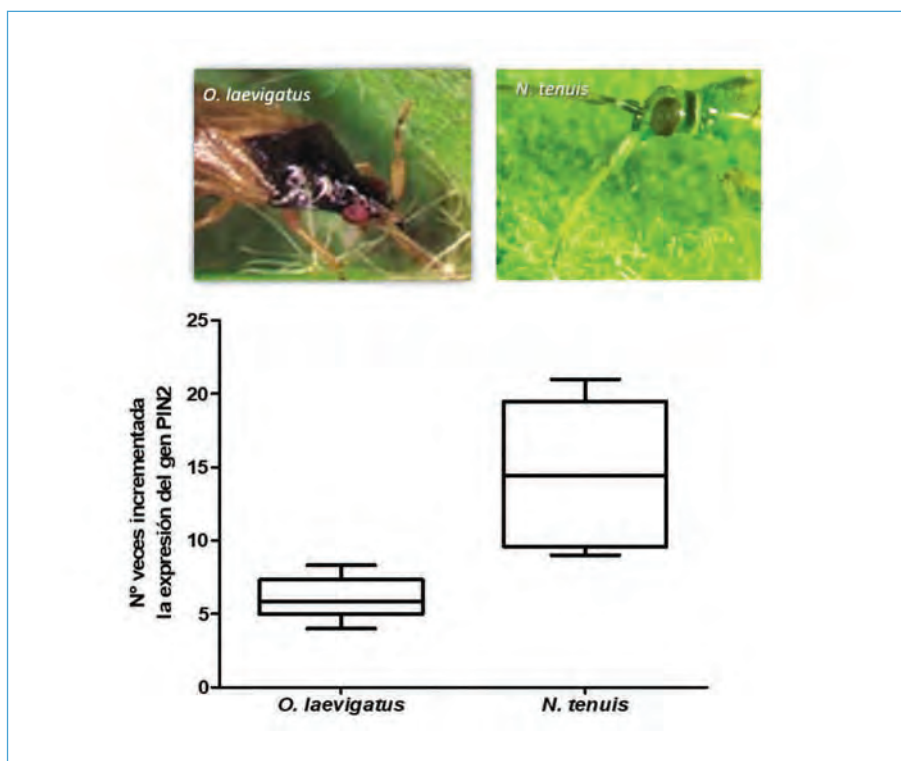 O. laevigatus
N. tenuis
Nº veces incrementada
la expresión del gen PIN2
25
20
15
10
5
0
O. laevigatus
N. tenuis